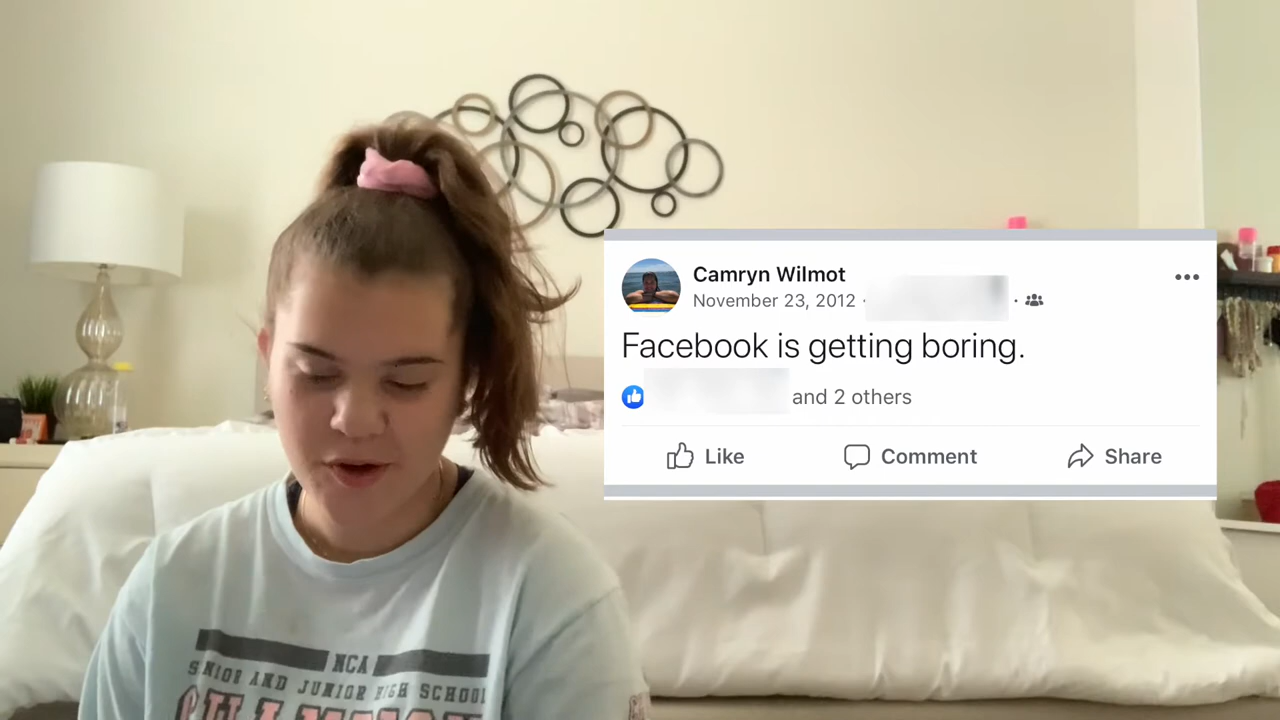 Camryn Wilmot
November 23, 2012 · ·
Facebook is getting boring.
and 2 others
Like Comment Share
NCA
SENIOR AND JUNIOR HIGH SCHOOL